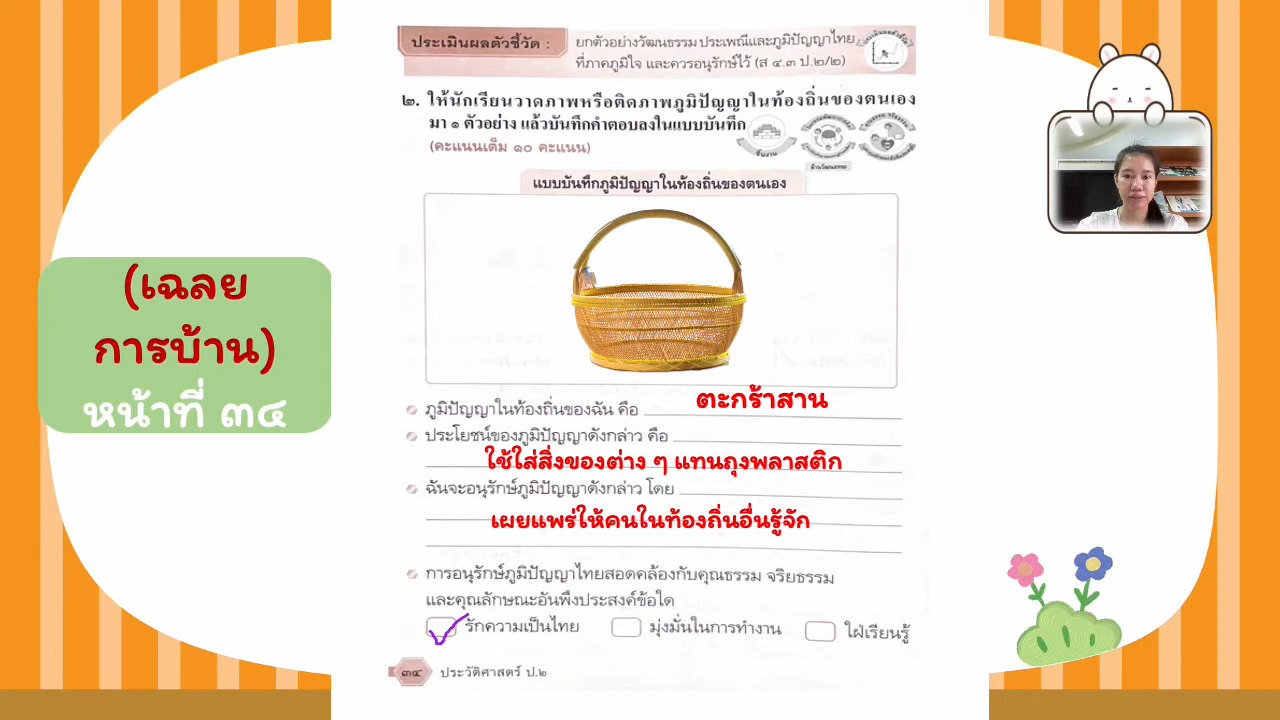 ประเมินผลตัวชี้วัด :
ยกตัวอย่างวัฒนธรรม ประเพณีและภูมิปัญญาไทย
ที่ภาคภูมิใจ และควรอนุรักษ์ไว้ (ส ๔.๓ ป.๒/๒)
๒. ให้นักเรียนวาดภาพหรือติดภาพภูมิปัญญาในท้องถิ่นของตนเอง
มา ๑ ตัวอย่าง แล้วบันทึกคำตอบลงในแบบบันทึก
(คะแนนเต็ม ๑๐ คะแนน)
ชิ้นงาน
ด้านวัฒนธรรม
แบบบันทึกภูมิปัญญาในท้องถิ่นของตนเอง
(เฉลย
การบ้าน)
หน้าที่ ๓๔
ภูมิปัญญาในท้องถิ่นของฉัน คือ ตะกร้าสาน
ประโยชน์ของภูมิปัญญาดังกล่าว คือ
ใช้ใส่สิ่งของต่าง ๆ แทนถุงพลาสติก
ฉันจะอนุรักษ์ภูมิปัญญาดังกล่าว โดย
เผยแพร่ให้คนในท้องถิ่นอื่นรู้จัก
การอนุรักษ์ภูมิปัญญาไทยสอดคล้องกับคุณธรรม จริยธรรม
และคุณลักษณะอันพึงประสงค์ข้อใด
รักความเป็นไทย มุ่งมั่นในการทำงาน ใฝ่เรียนรู้
๓๔ ประวัติศาสตร์ ป.๒